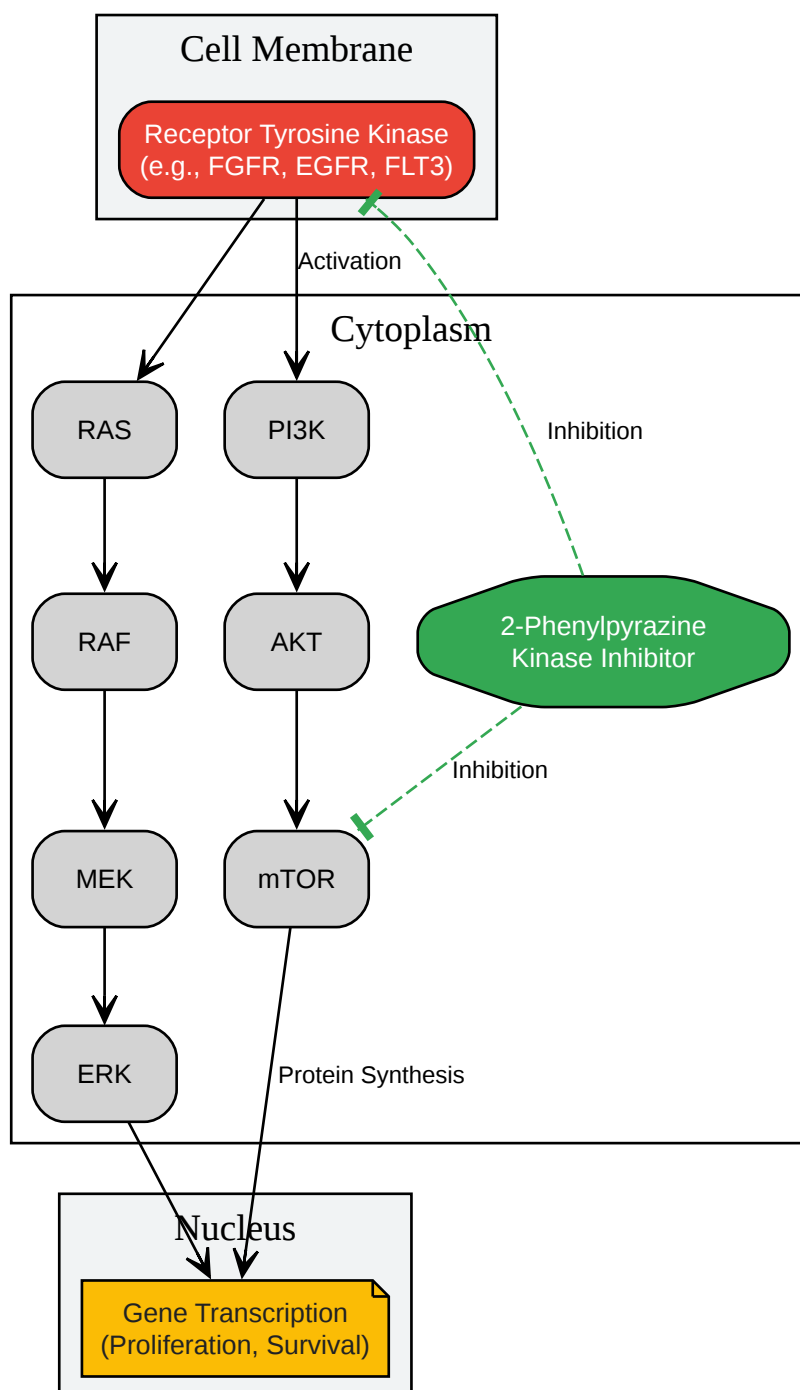 Cell Membrane
Receptor Tyrosine Kinase
(e.g., FGFR, EGFR, FLT3)
Activation
Cytoplasm
RAS
PI3K
Inhibition
RAF
AKT
2-Phenylpyrazine
Kinase Inhibitor
Inhibition
MEK
mTOR
ERK
Protein Synthesis
Nucleus
Gene Transcription
(Proliferation, Survival)